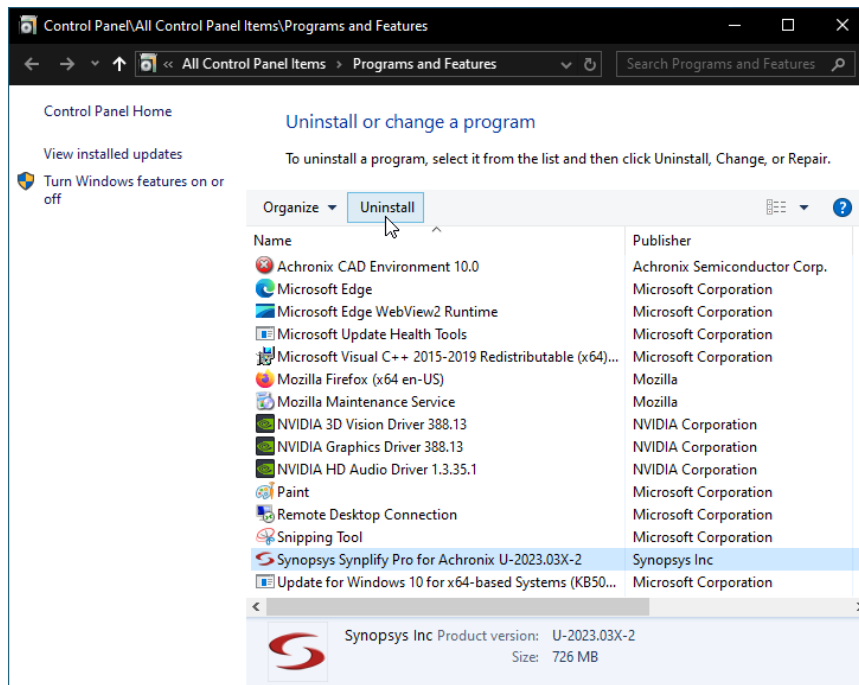 Control Panel\All Control Panel Items\Programs and Features
« All Control Panel Items > Programs and Features
Search Programs and Features
Control Panel Home
View installed updates
Turn Windows features on or
off
Uninstall or change a program
To uninstall a program, select it from the list and then click Uninstall, Change, or Repair.
Organize Uninstall
Name Publisher
Achronix CAD Environment 10.0 Achronix Semiconductor Corp.
Microsoft Edge Microsoft Corporation
Microsoft Edge WebView2 Runtime Microsoft Corporation
Microsoft Update Health Tools Microsoft Corporation
Microsoft Visual C++ 2015-2019 Redistributable (x64)... Microsoft Corporation
Mozilla Firefox (x64 en-US) Mozilla
Mozilla Maintenance Service Mozilla
NVIDIA 3D Vision Driver 388.13 NVIDIA Corporation
NVIDIA Graphics Driver 388.13 NVIDIA Corporation
NVIDIA HD Audio Driver 1.3.35.1 NVIDIA Corporation
Paint Microsoft Corporation
Remote Desktop Connection Microsoft Corporation
Snipping Tool Microsoft Corporation
Synopsys Synplify Pro for Achronix U-2023.03X-2 Synopsys Inc
Update for Windows 10 for x64-based Systems (KB50... Microsoft Corporation
Synopsys Inc Product version: U-2023.03X-2
Size: 726 MB